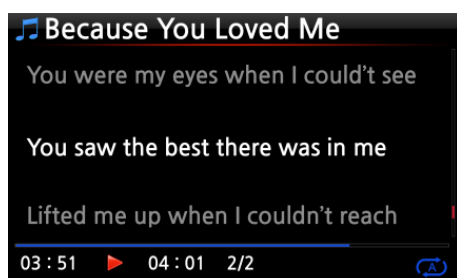 Because You Loved Me
You were my eyes when I could't see
You saw the best there was in me
Lifted me up when I couldn't reach
03 : 51 04 : 01 2/2
A